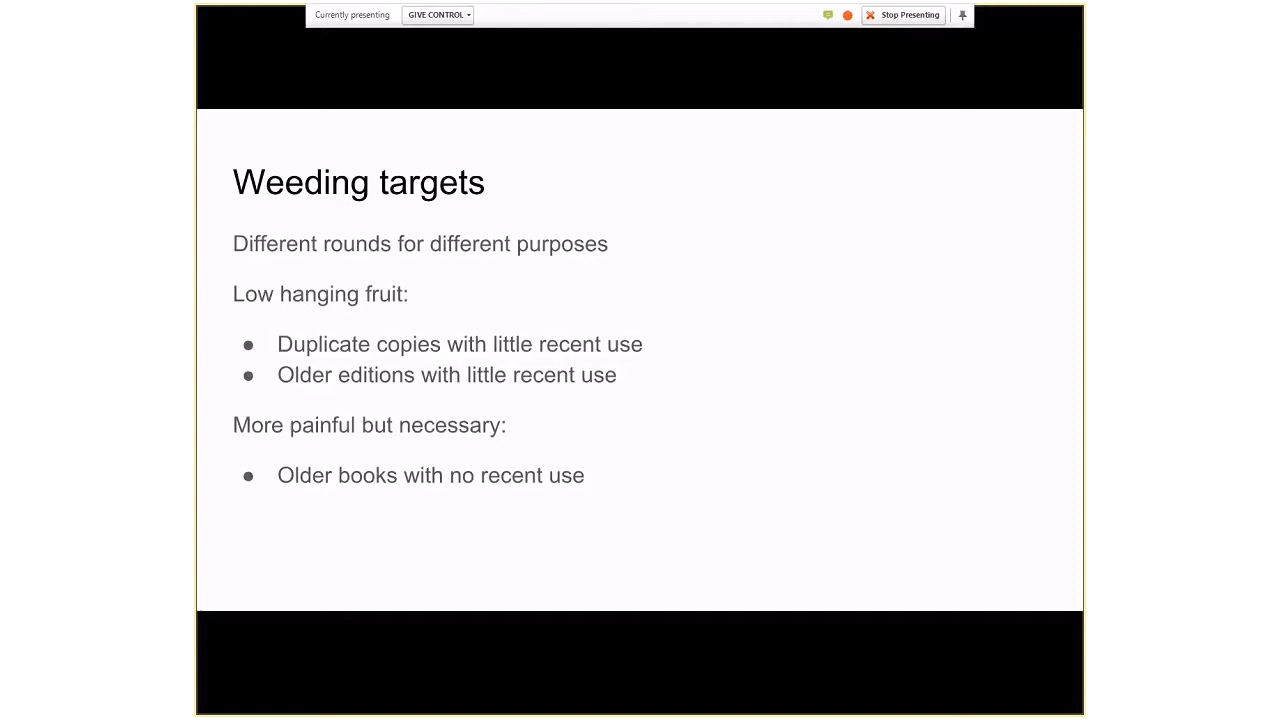 Currently presenting GIVE CONTROL Stop Presenting
Weeding targets
Different rounds for different purposes
Low hanging fruit:
● Duplicate copies with little recent use
● Older editions with little recent use
More painful but necessary:
● Older books with no recent use